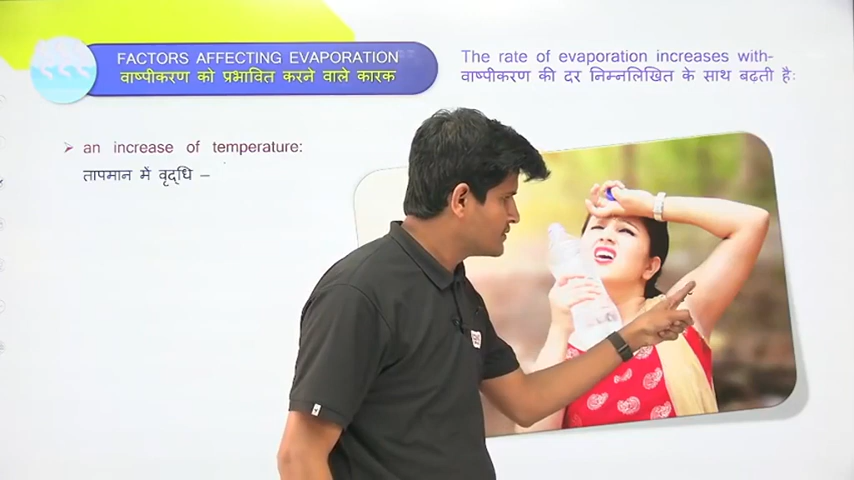 FACTORS AFFECTING EVAPORATION
वाष्पीकरण को प्रभावित करने वाले कारक
The rate of evaporation increases with-
वाष्पीकरण की दर निम्नलिखित के साथ बढती है:
an increase of temperature:
तापमान में वृद्धि –